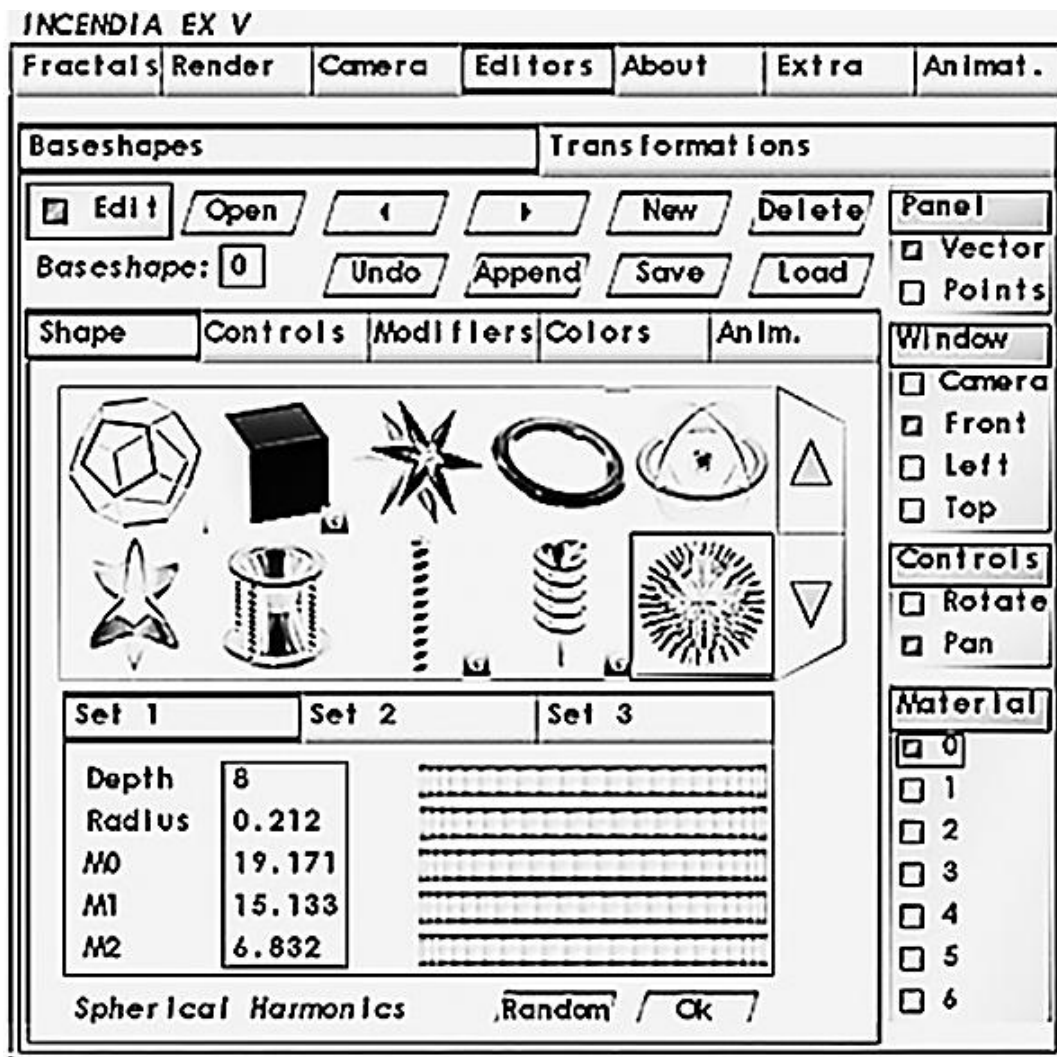 INCENDIA EX V
Fractals Render Camera Editors About Extra Animat.
Baseshapes Transformations
Edit Open New Delete
Baseshape: 0 Undo Append Save Load
Shape Controls Modifiers Colors Anim.
Set 1 Set 2 Set 3
Depth 8
Radius 0.212
M0 19.171
M1 15.133
M2 6.832
Spherical Harmonics Random Ok
Panel
Vector
Points
Window
Camera
Front
Left
Top
Controls
Rotate
Pan
Material
0
1
2
3
4
5
6